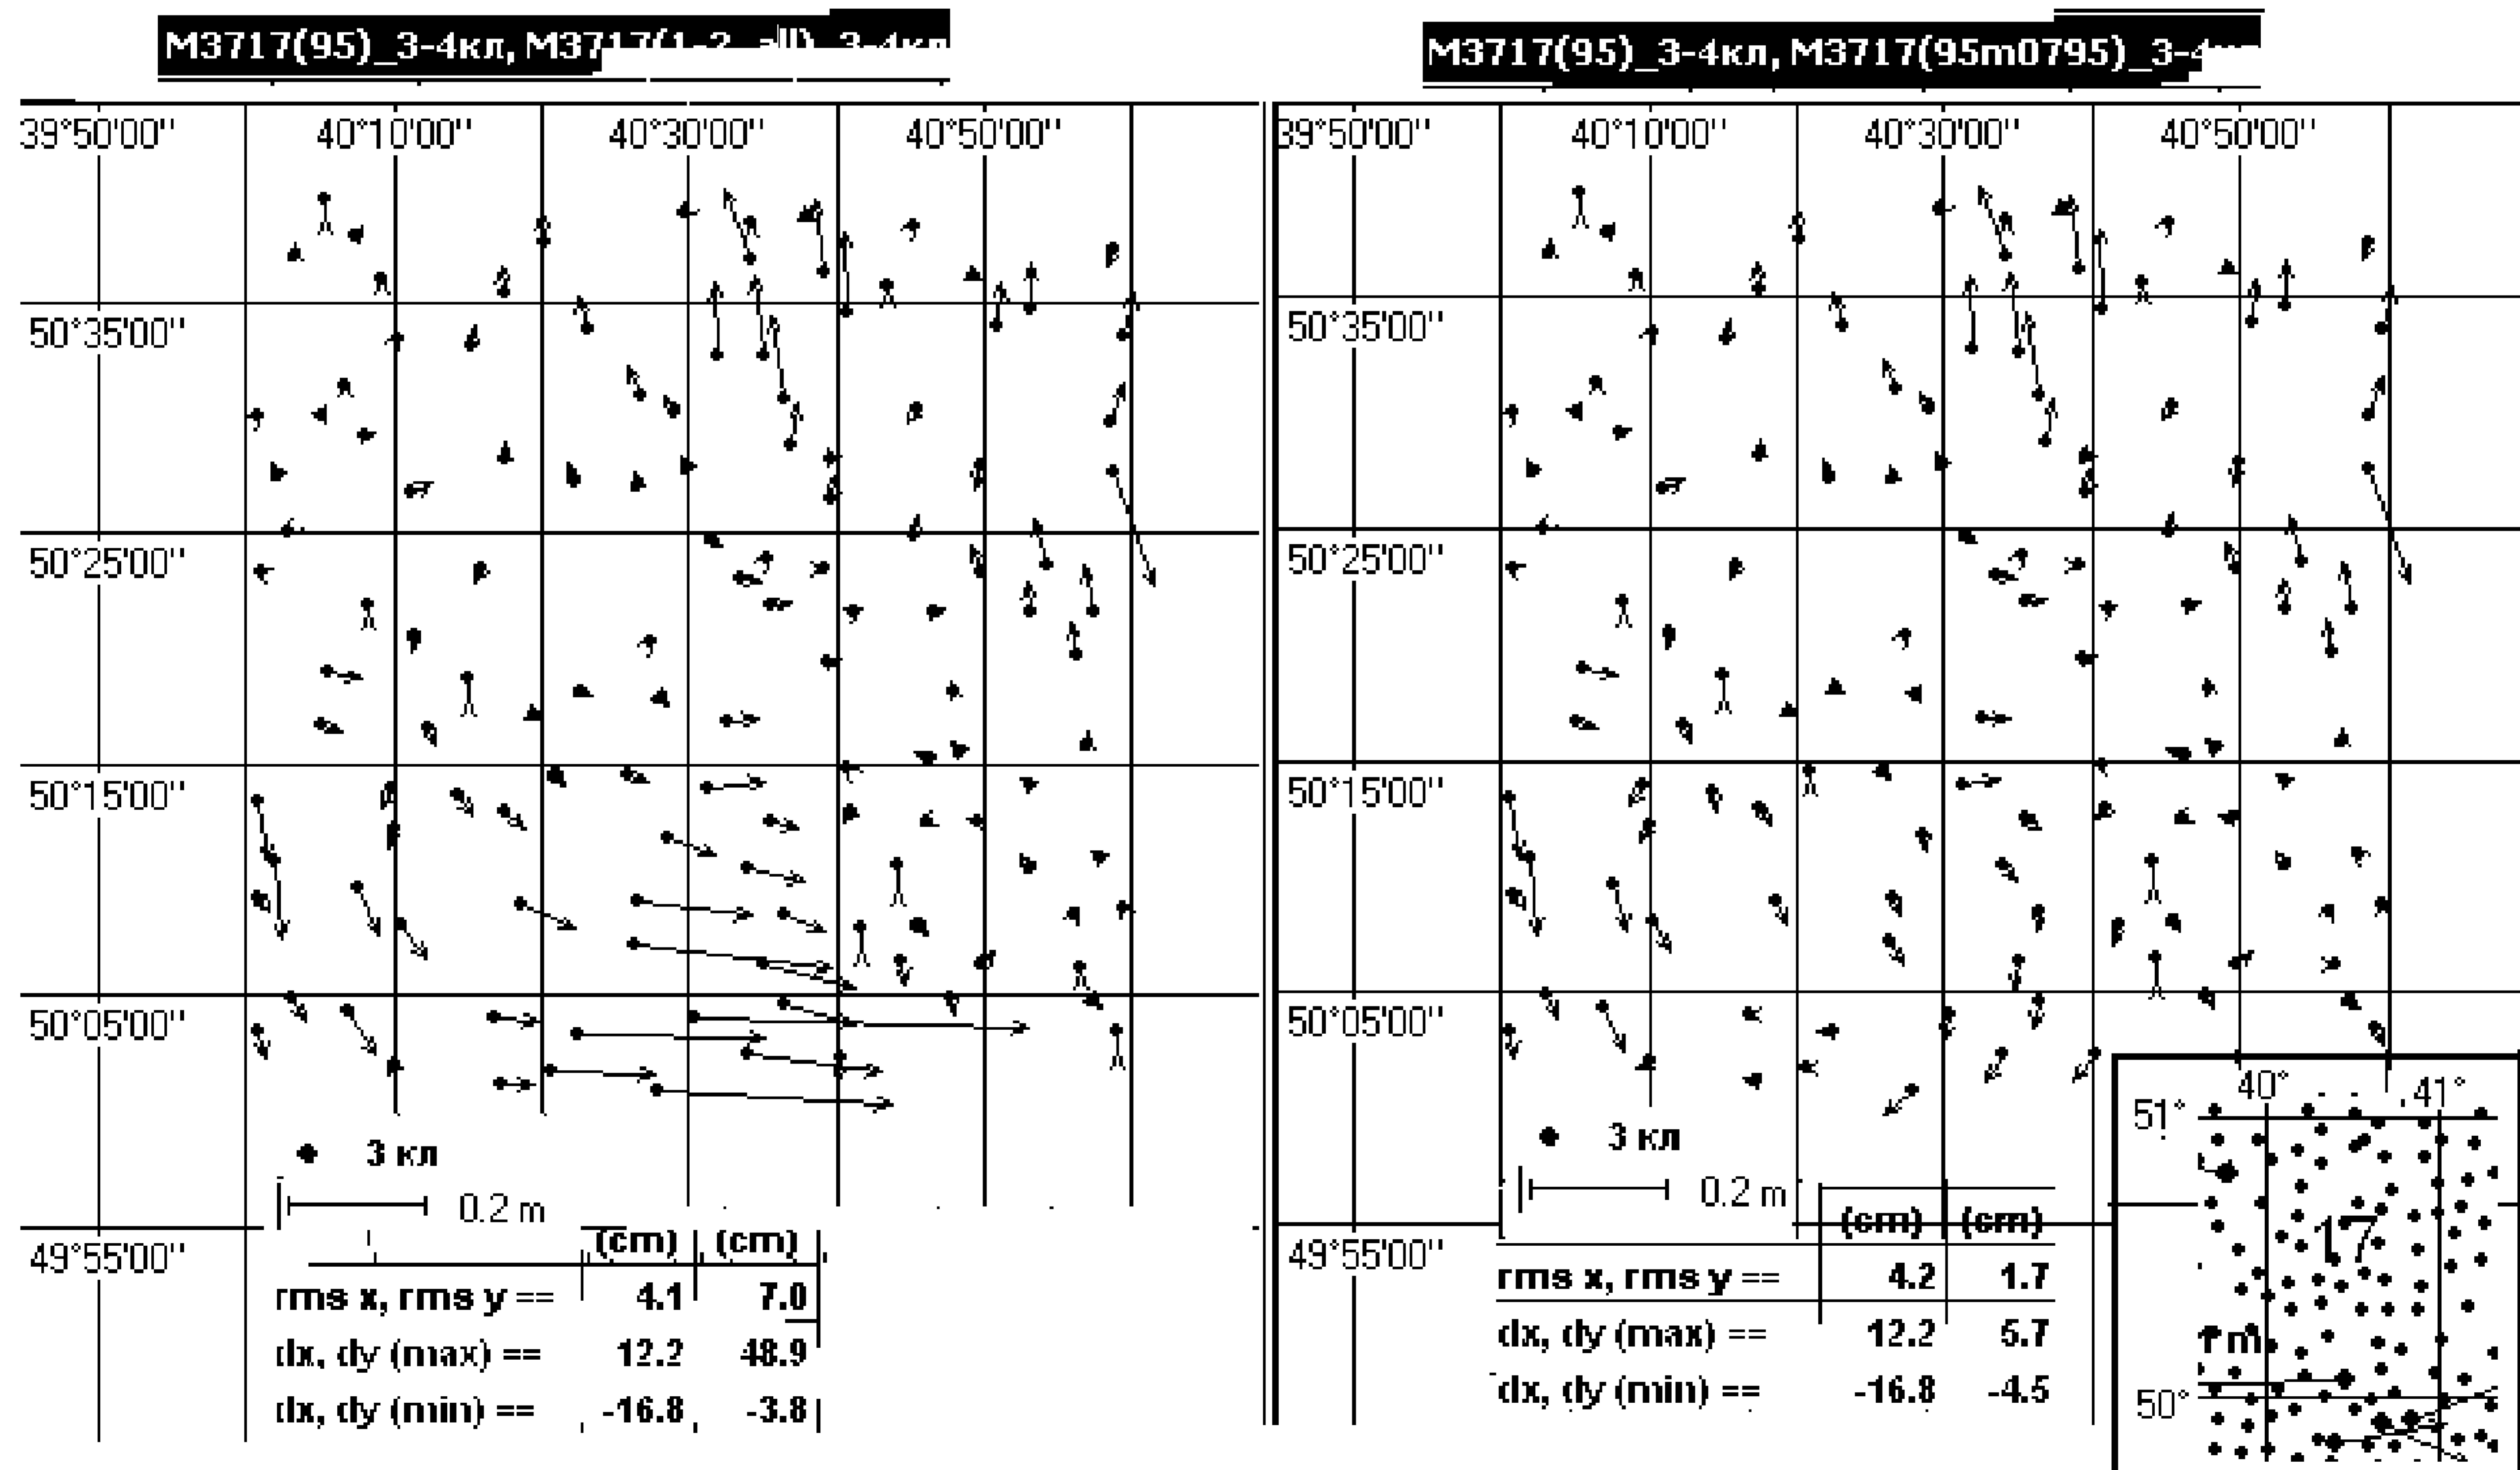 M3717(95)_3-4кл,
M3717(95)_3-4кл, M3717(95m0795)_3-4
39°50'00" 40°10'00" 40°30'00" 40°50'00"
39°50'00" 40°10'00" 40°30'00" 40°50'00"
50°35'00"
50°35'00"
50°25'00"
50°25'00"
50°15'00"
50°15'00"
50°05'00"
50°05'00"
49°55'00"
49°55'00"
3 кл
0.2 m
(cm) (cm)
rms x, rms y == 4.1 7.0
dx, dy (max) == 12.2 48.9
dx, dy (min) == -16.8 -3.8
3 кл
0.2 m
(cm) (cm)
rms x, rms y == 4.2 1.7
dx, dy (max) == 12.2 5.7
dx, dy (min) == -16.8 -4.5
40° 41°
51°
17
50°